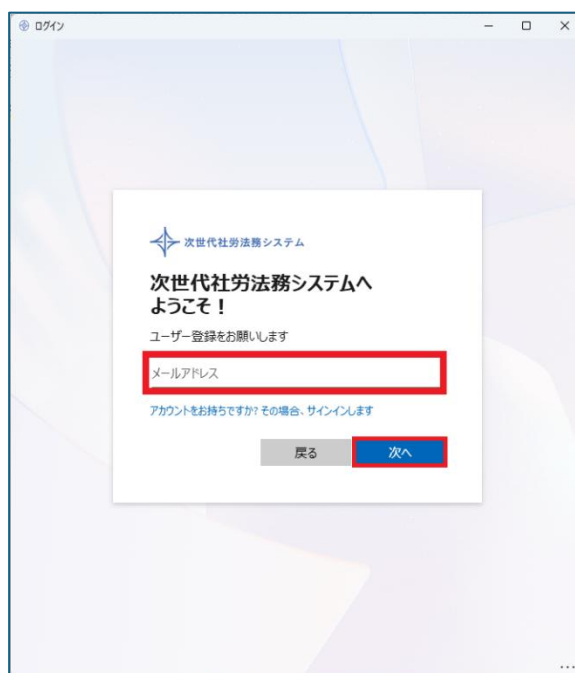 ログイン
次世代社労法務システム
次世代社労法務システムへ
ようこそ！
ユーザー登録をお願いします
メールアドレス
アカウントをお持ちですか? その場合、サインインします
戻る
次へ